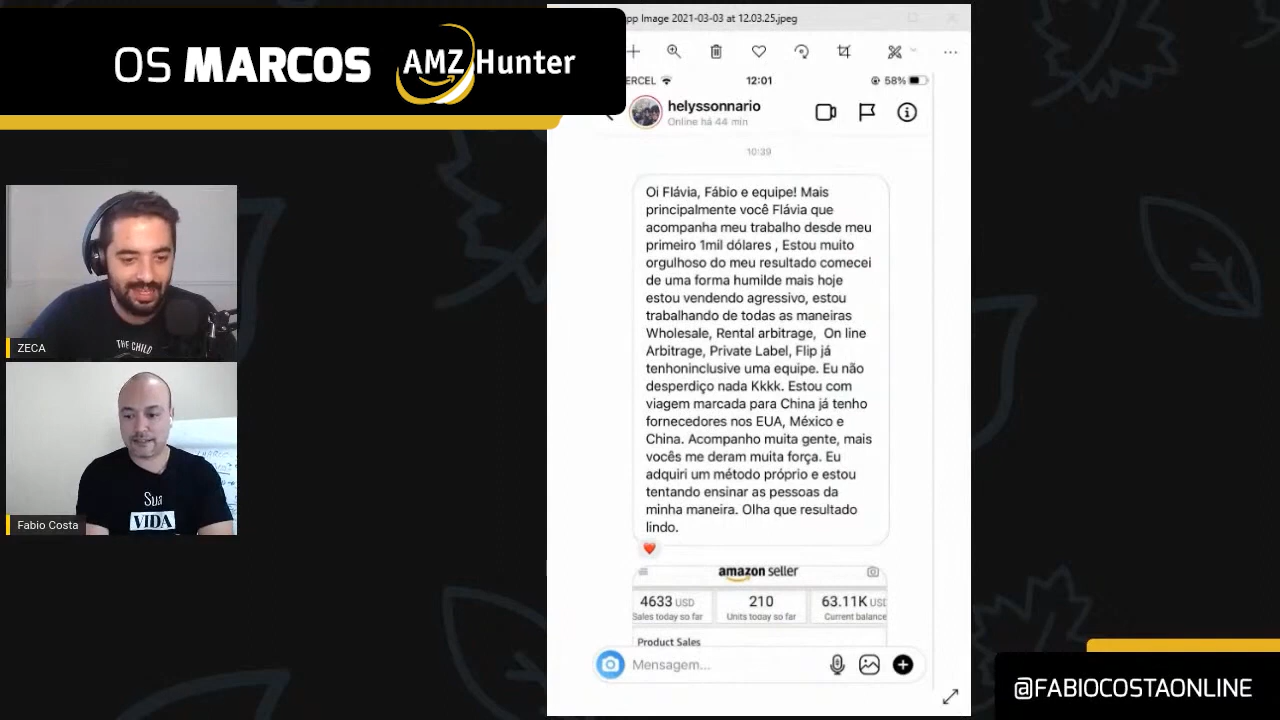 OS MARCOS
AMZ Hunter
pp Image 2021-03-03 at 12.03.25.jpeg
ERCEL
12:01
58%
helyssonnario
Online há 44 min
10:39
Oi Flávia, Fábio e equipe! Mais
principalmente você Flávia que
acompanha meu trabalho desde meu
primeiro 1mil dólares , Estou muito
orgulhoso do meu resultado comecei
de uma forma humilde mais hoje
estou vendendo agressivo, estou
trabalhando de todas as maneiras
Wholesale, Rental arbitrage, On line
Arbitrage, Private Label, Flip já
tenhoninclusive uma equipe. Eu não
desperdiço nada Kkkk. Estou com
viagem marcada para China já tenho
fornecedores nos EUA, México e
China. Acompanho muita gente, mais
vocês me deram muita força. Eu
adquiri um método próprio e estou
tentando ensinar as pessoas da
minha maneira. Olha que resultado
lindo.
amazon seller
4633 USD
Sales today so far
210
Units today so far
63.11K USD
Current balance
Product Sales
Mensagem...
THE CHILD
ZECA
Sua
VIDA
Fabio Costa
@FABIOCOSTAONLINE